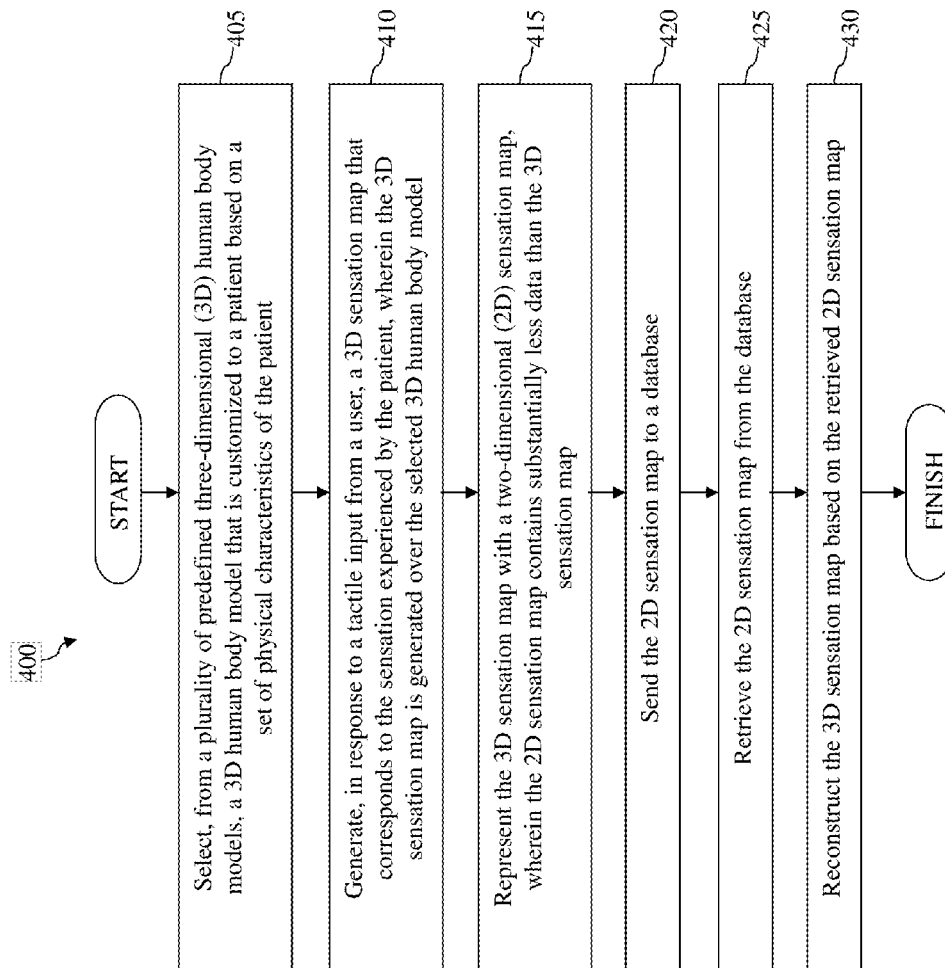 400
START
Select, from a plurality of predefined three-dimensional (3D) human body
models, a 3D human body model that is customized to a patient based on a
set of physical characteristics of the patient
405
Generate, in response to a tactile input from a user, a 3D sensation map that
corresponds to the sensation experienced by the patient, wherein the 3D
sensation map is generated over the selected 3D human body model
410
Represent the 3D sensation map with a two-dimensional (2D) sensation map,
wherein the 2D sensation map contains substantially less data than the 3D
sensation map
415
Send the 2D sensation map to a database
420
Retrieve the 2D sensation map from the database
425
Reconstruct the 3D sensation map based on the retrieved 2D sensation map
430
FINISH